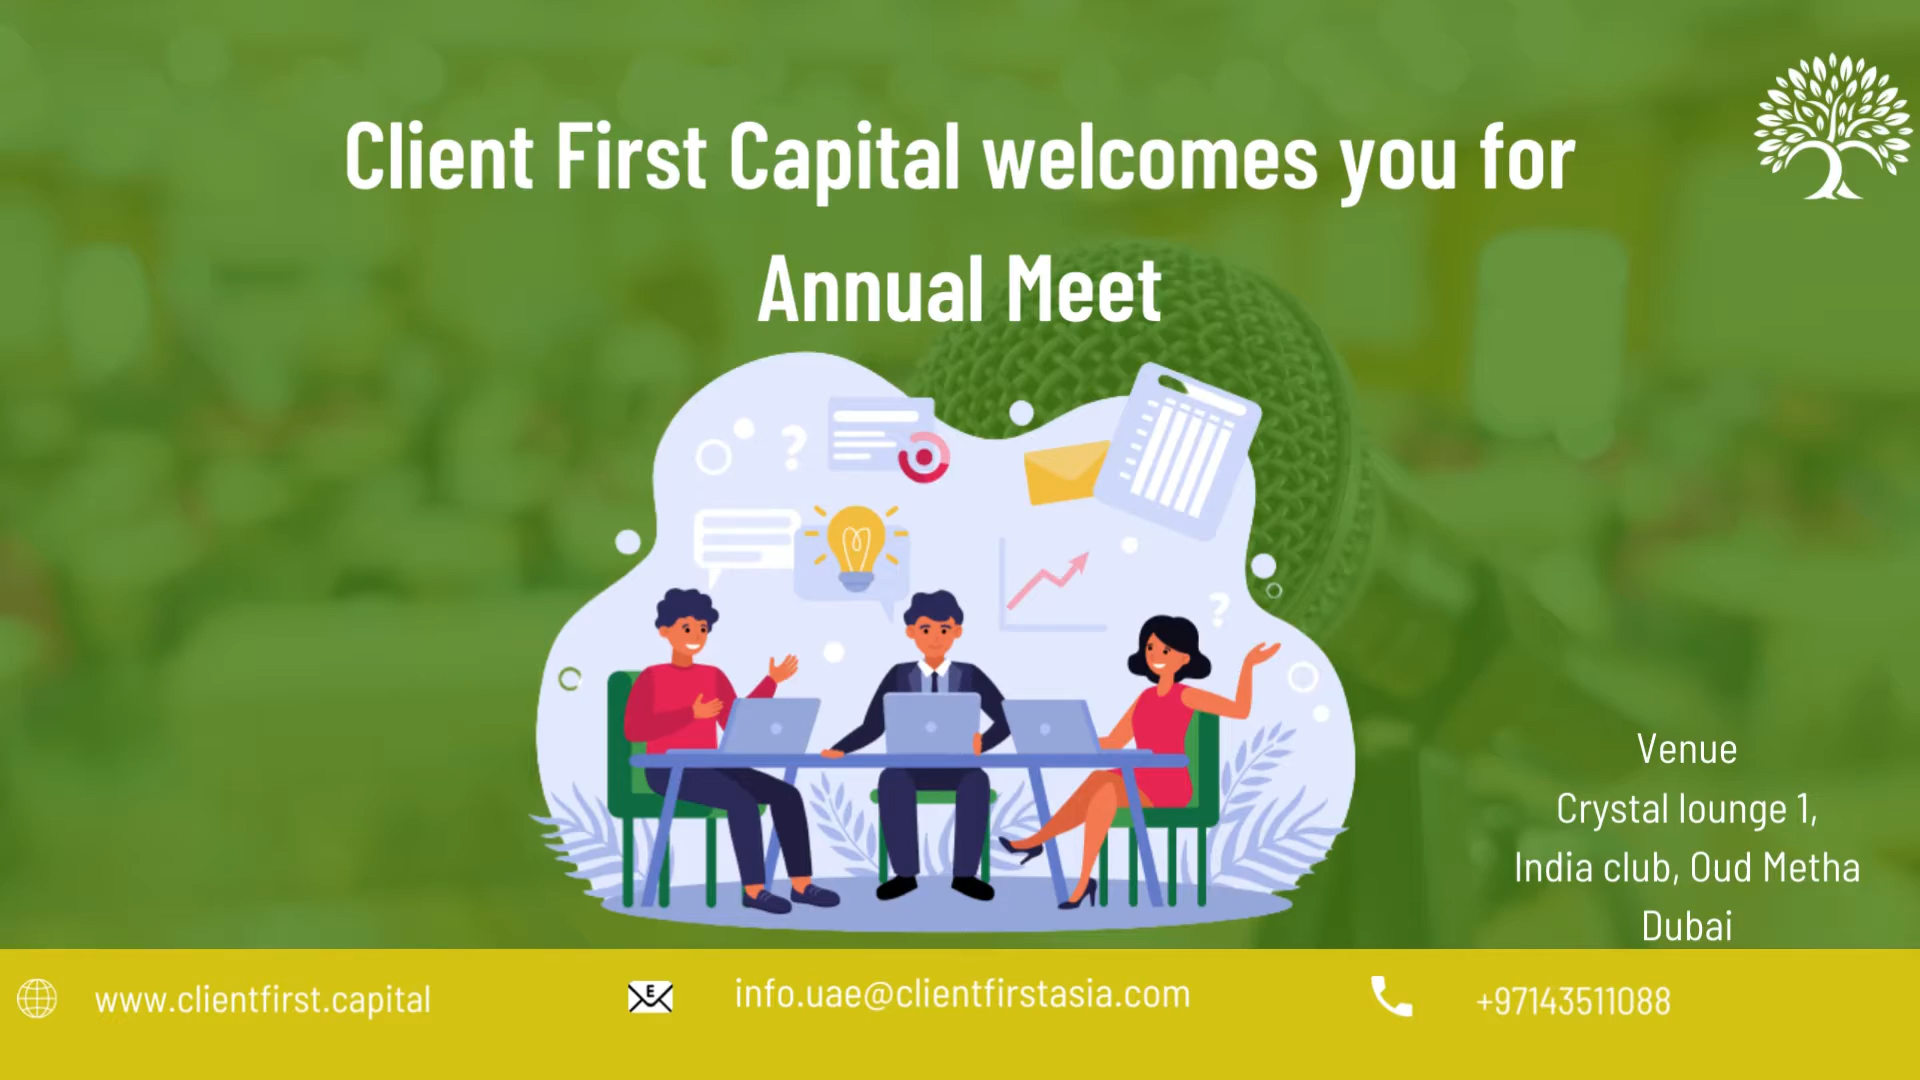 Client First Capital welcomes you for
Annual Meet
?
?
Venue
Crystal lounge 1,
India club, Oud Metha
Dubai
www.clientfirst.capital
E
info.uae@clientfirstasia.com
+97143511088